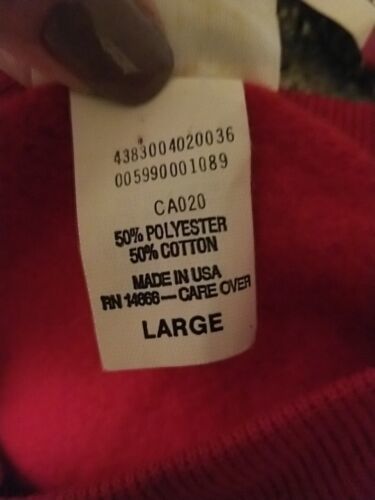 4383004020036
005990001089
CA020
50% POLYESTER
50% COTTON
MADE IN USA
RN 14666—CARE OVER
LARGE